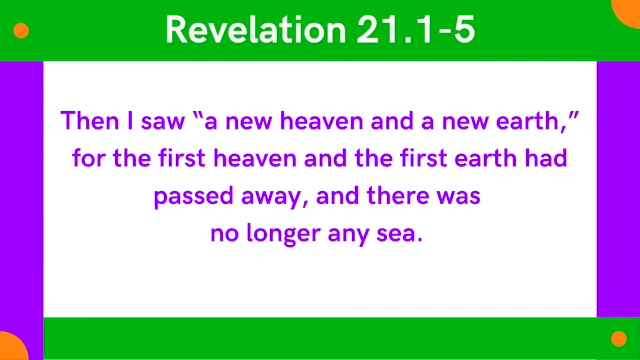 Revelation 21.1-5
Then I saw “a new heaven and a new earth,”
for the first heaven and the first earth had
passed away, and there was
no longer any sea.